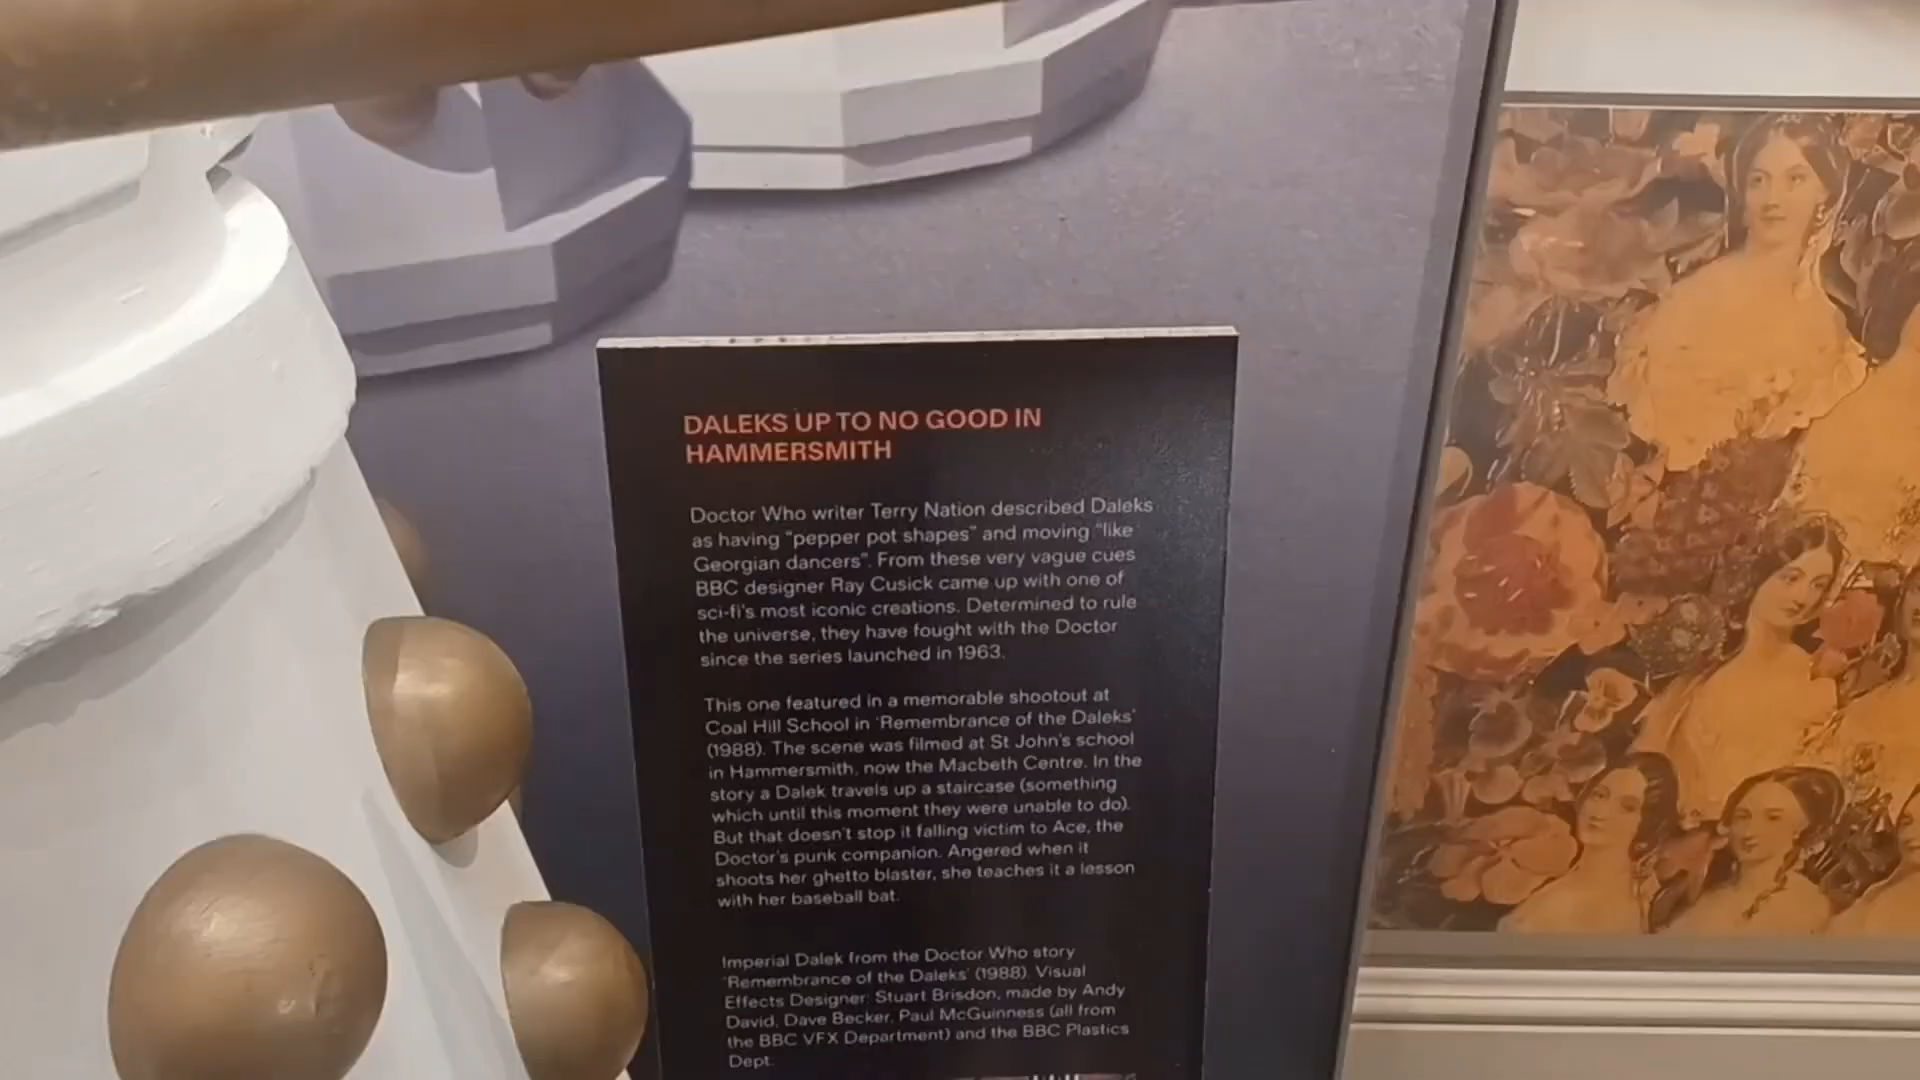 DALEKS UP TO NO GOOD IN
HAMMERSMITH
Doctor Who writer Terry Nation described Daleks
as having "pepper pot shapes" and moving "like
Georgian dancers". From these very vague cues
BBC designer Ray Cusick came up with one of
sci-fi's most iconic creations. Determined to rule
the universe, they have fought with the Doctor
since the series launched in 1963.
This one featured in a memorable shootout at
Coal Hill School in 'Remembrance of the Daleks'
(1988). The scene was filmed at St John's school
in Hammersmith, now the Macbeth Centre. In the
story a Dalek travels up a staircase (something
which until this moment they were unable to do).
But that doesn't stop it falling victim to Ace, the
Doctor's punk companion. Angered when it
shoots her ghetto blaster, she teaches it a lesson
with her baseball bat.
Imperial Dalek from the Doctor Who story
'Remembrance of the Daleks' (1988). Visual
Effects Designer: Stuart Brisdon, made by Andy
David, Dave Becker, Paul McGuinness (all from
the BBC VFX Department) and the BBC Plastics
Dept.